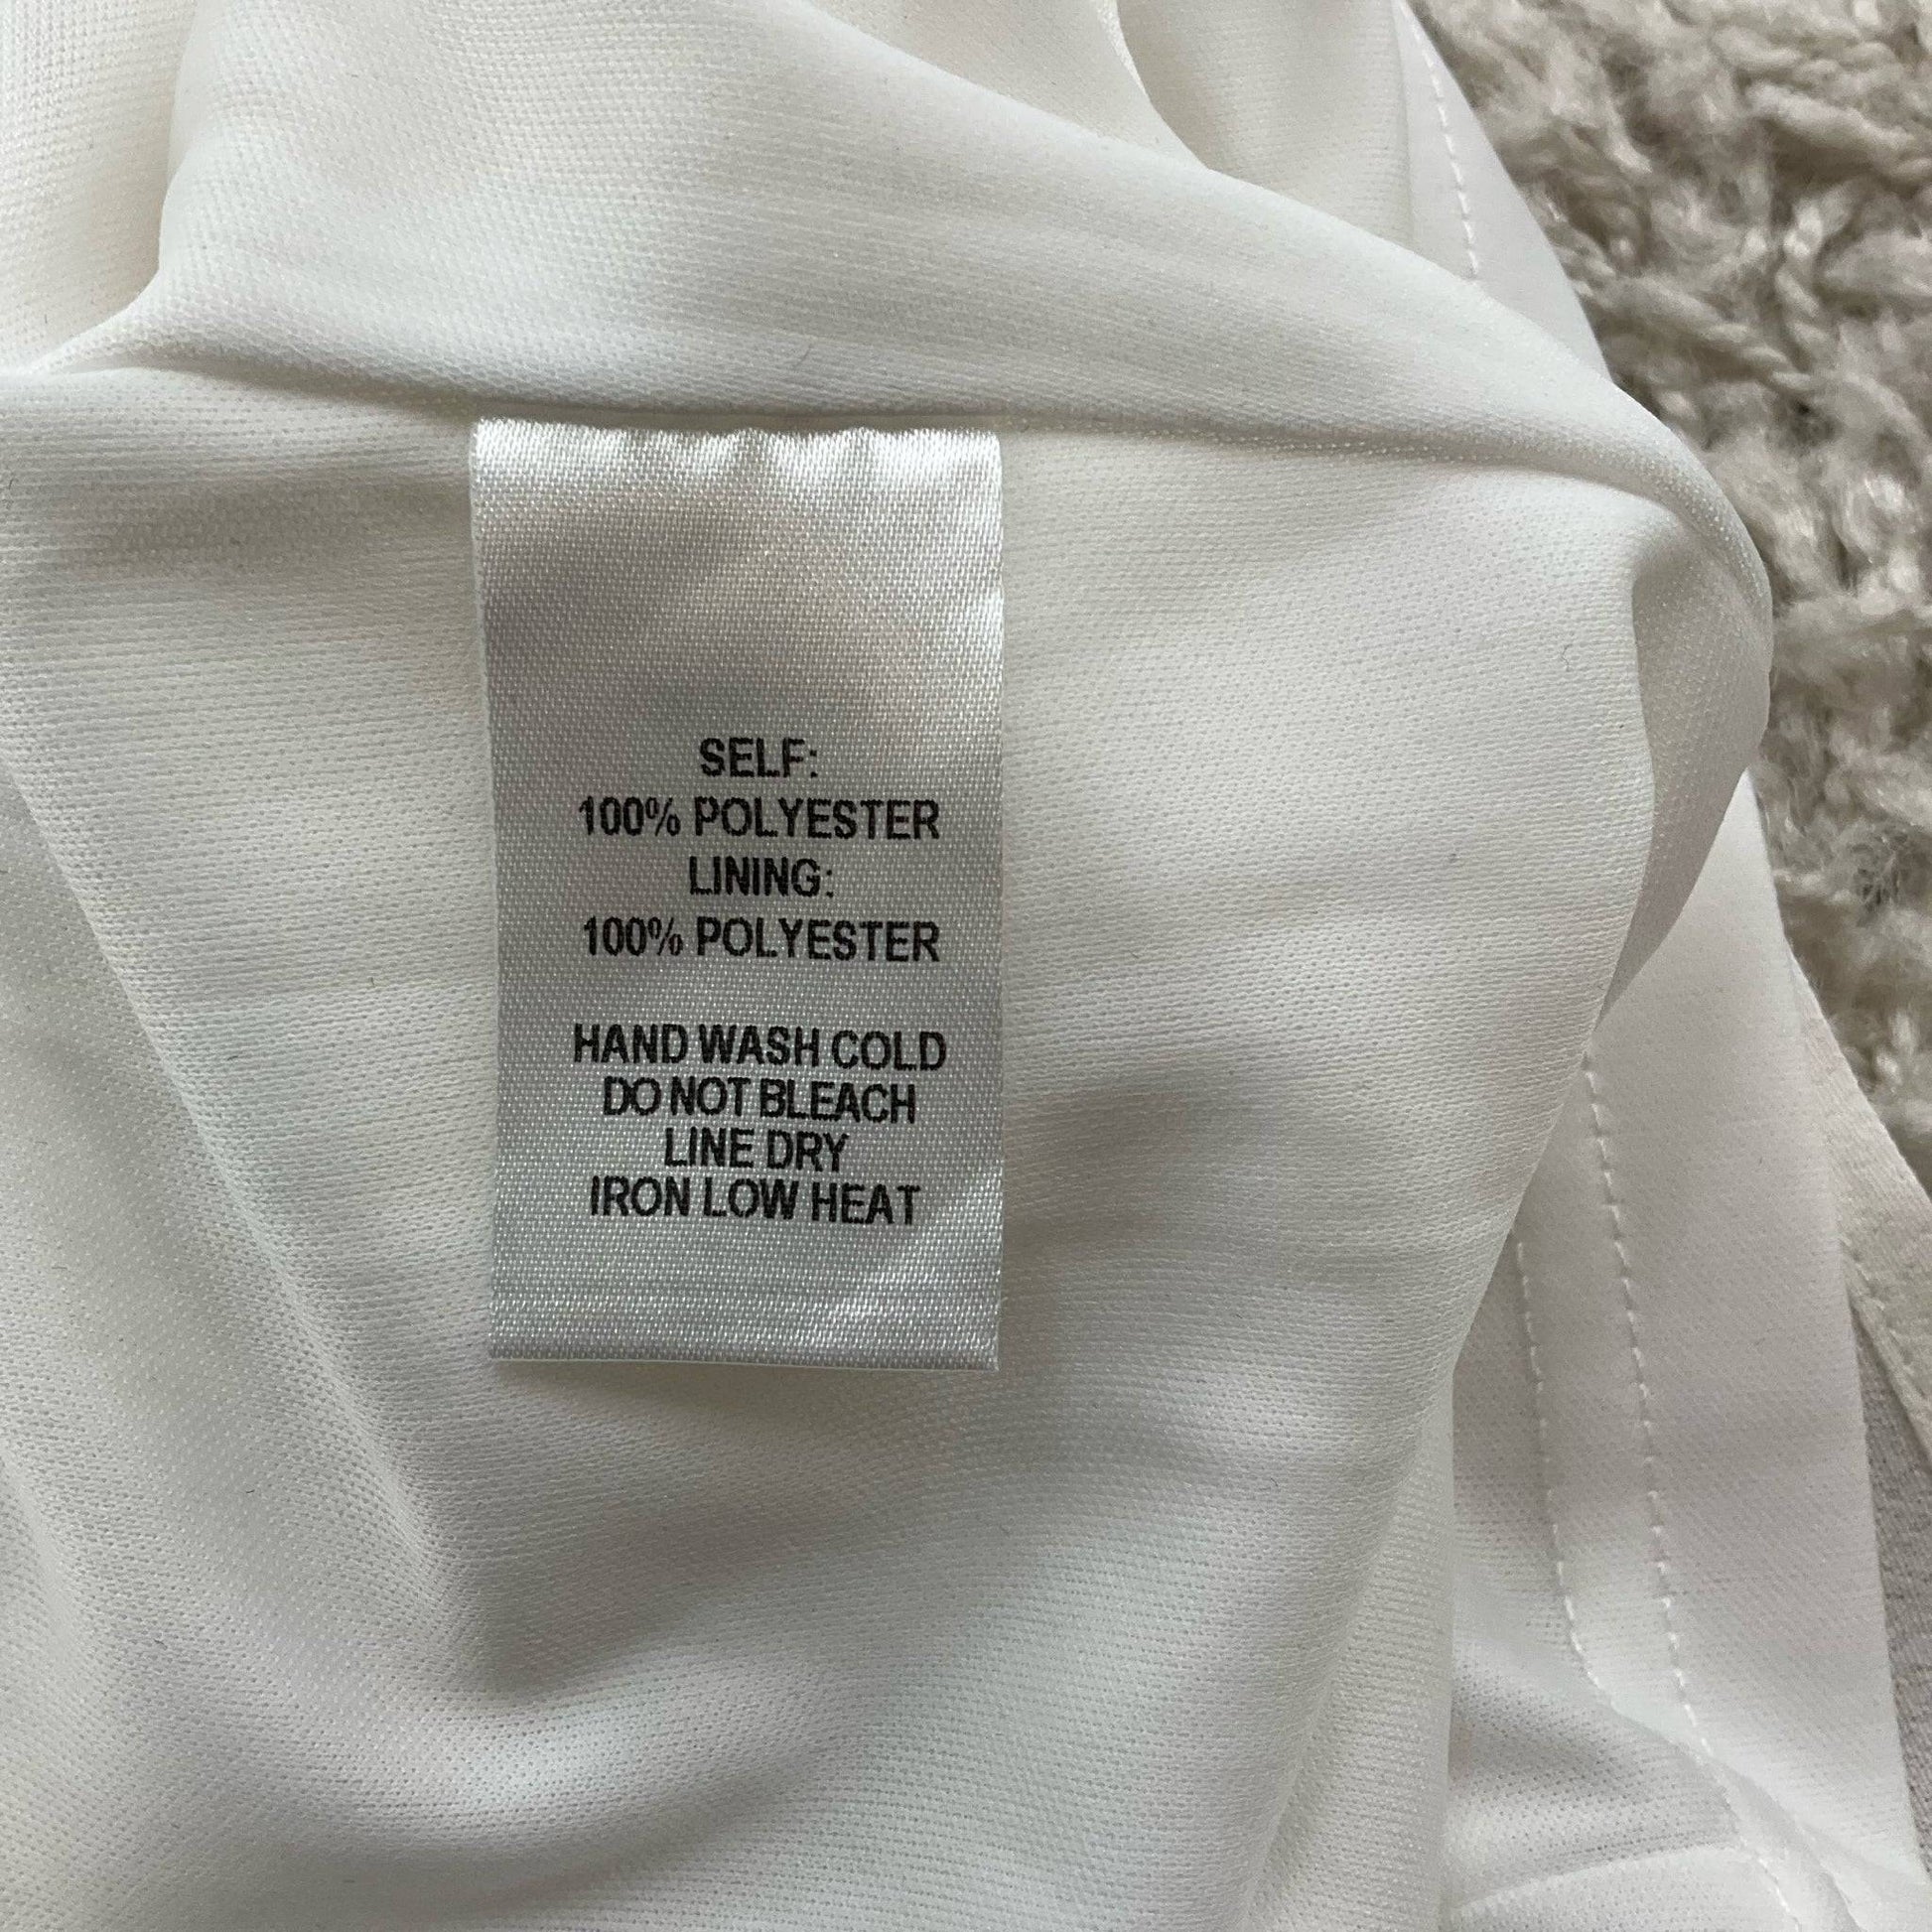 SELF:
100% POLYESTER
LINING:
100% POLYESTER
HAND WASH COLD
DO NOT BLEACH
LINE DRY
IRON LOW HEAT